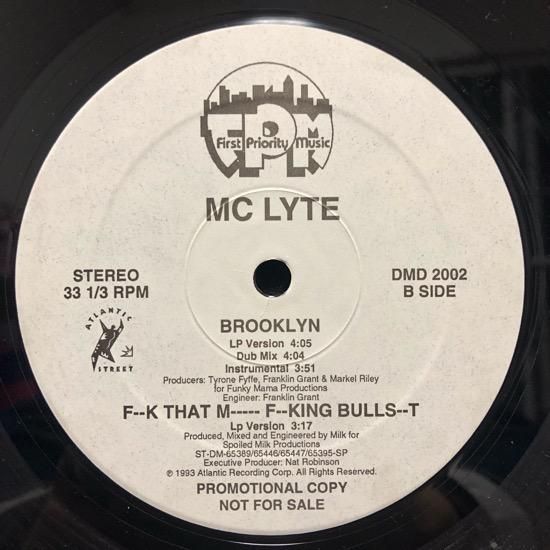 FPM
First Priority Music
MC LYTE
STEREO
33 1/3 RPM
DMD 2002
B SIDE
ATLANTIC
STREET
BROOKLYN
LP Version 4:05
Dub Mix 4:04
Instrumental 3:51
Producers: Tyrone Fyffe, Franklin Grant & Markel Riley
for Funky Mama Productions
Engineer: Franklin Grant
F--K THAT M----- F--KING BULLS--T
Lp Version 3:17
Produced, Mixed and Engineered by Milk for
Spoiled Milk Productions
ST-DM-65389/65446/65447/65395-SP
Executive Producer: Nat Robinson
℗ 1993 Atlantic Recording Corp. All Rights Reserved.
PROMOTIONAL COPY
NOT FOR SALE